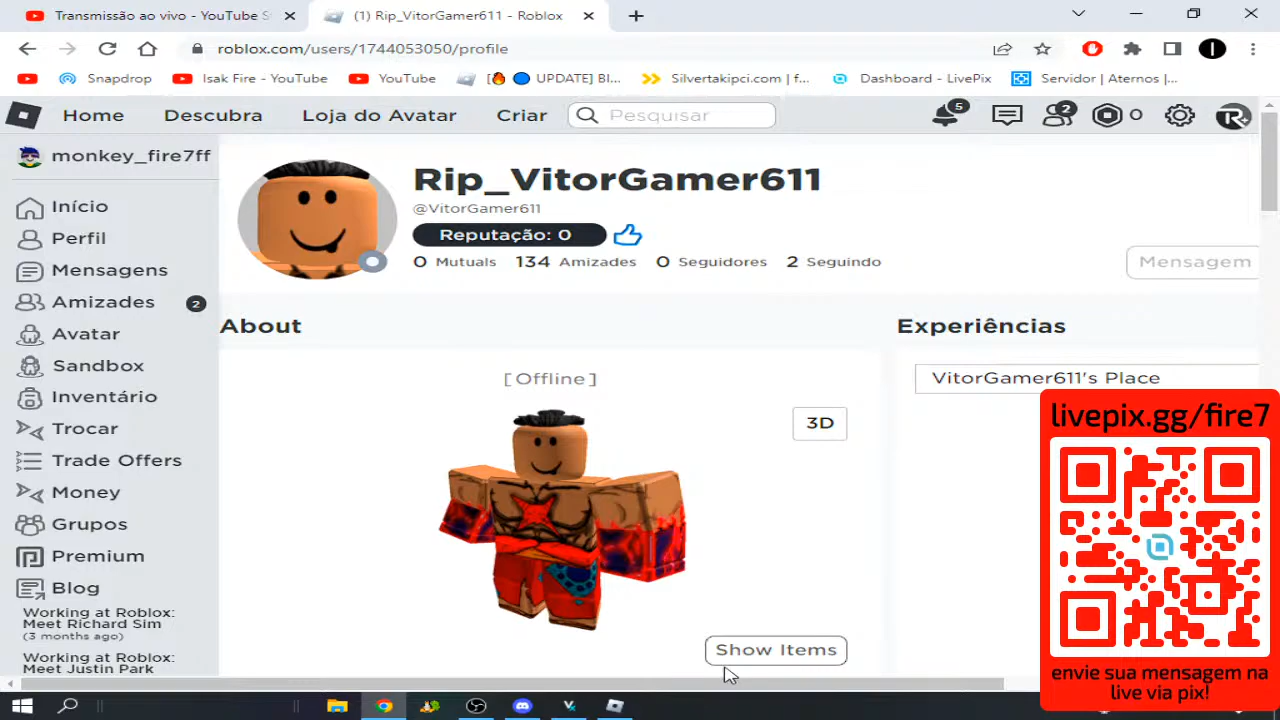 Transmissão ao vivo - YouTube S
(1) Rip_VitorGamer611 - Roblox
roblox.com/users/1744053050/profile
Snapdrop
Isak Fire - YouTube
YouTube
[🔥 🔵 UPDATE] Bl...
Silvertakipci.com | f...
Dashboard - LivePix
Servidor | Aternos |...
Home
Descubra
Loja do Avatar
Criar
Pesquisar
5
2
0
monkey_fire7ff
Início
Perfil
Mensagens
Amizades
2
Avatar
Sandbox
Inventário
Trocar
Trade Offers
Money
Grupos
Premium
Blog
Working at Roblox:
Meet Richard Sim
(3 months ago)
Working at Roblox:
Meet Justin Park
Rip_VitorGamer611
@VitorGamer611
Reputação: 0
0 Mutuals 134 Amizades 0 Seguidores 2 Seguindo
Mensagem
About
[Offline]
3D
Show Items
Experiências
VitorGamer611's Place
livepix.gg/fire7
envie sua mensagem na
live via pix!